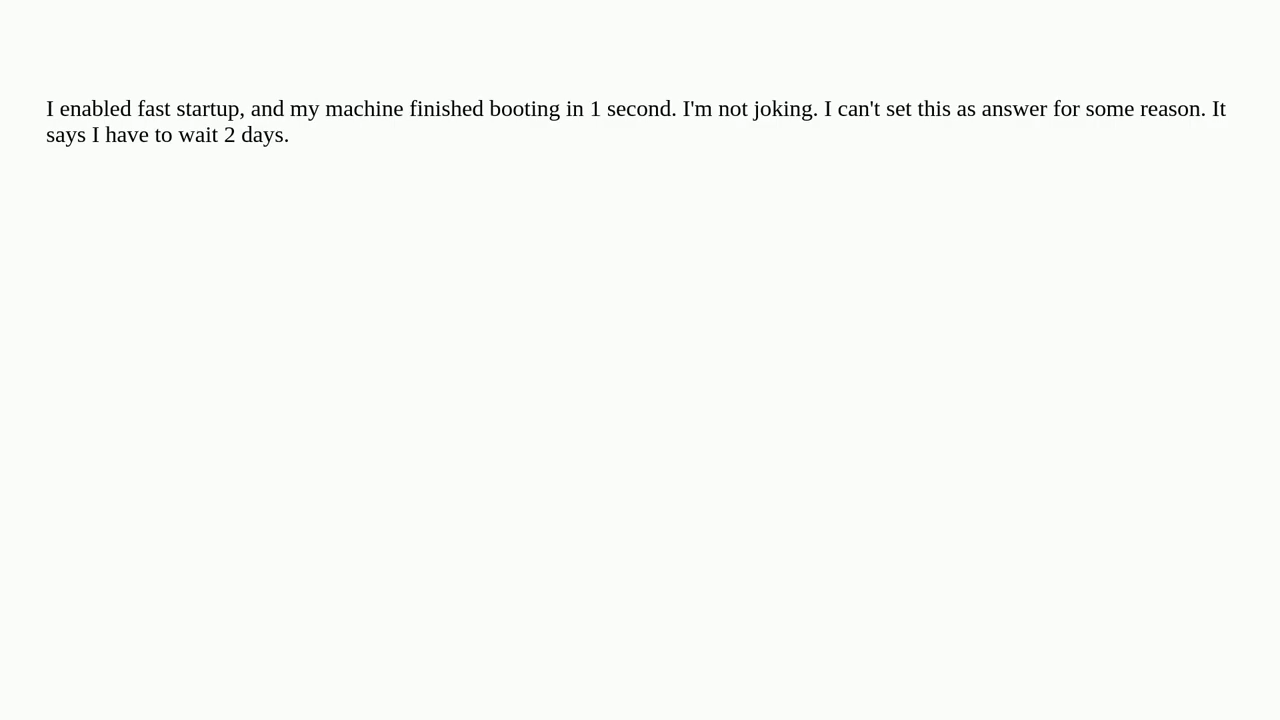 I enabled fast startup, and my machine finished booting in 1 second. I'm not joking. I can't set this as answer for some reason. It
says I have to wait 2 days.